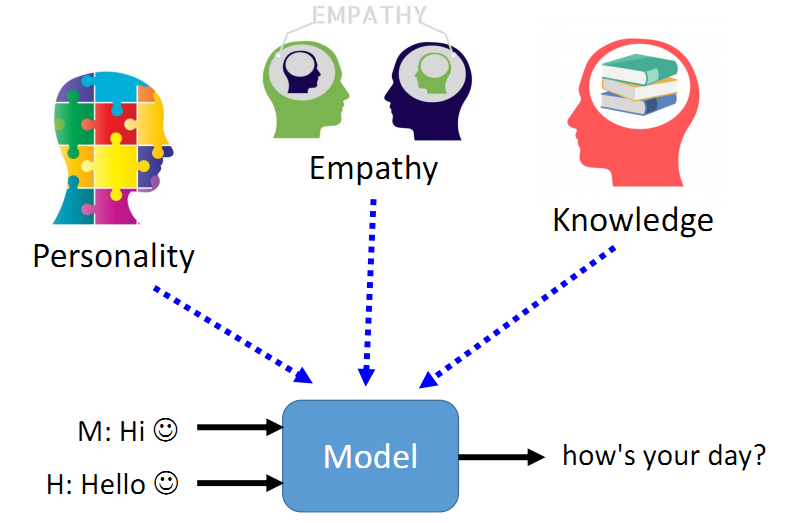 EMPATHY
Empathy
Knowledge
Personality
M: Hi ☺
H: Hello ☺
Model
how's your day?